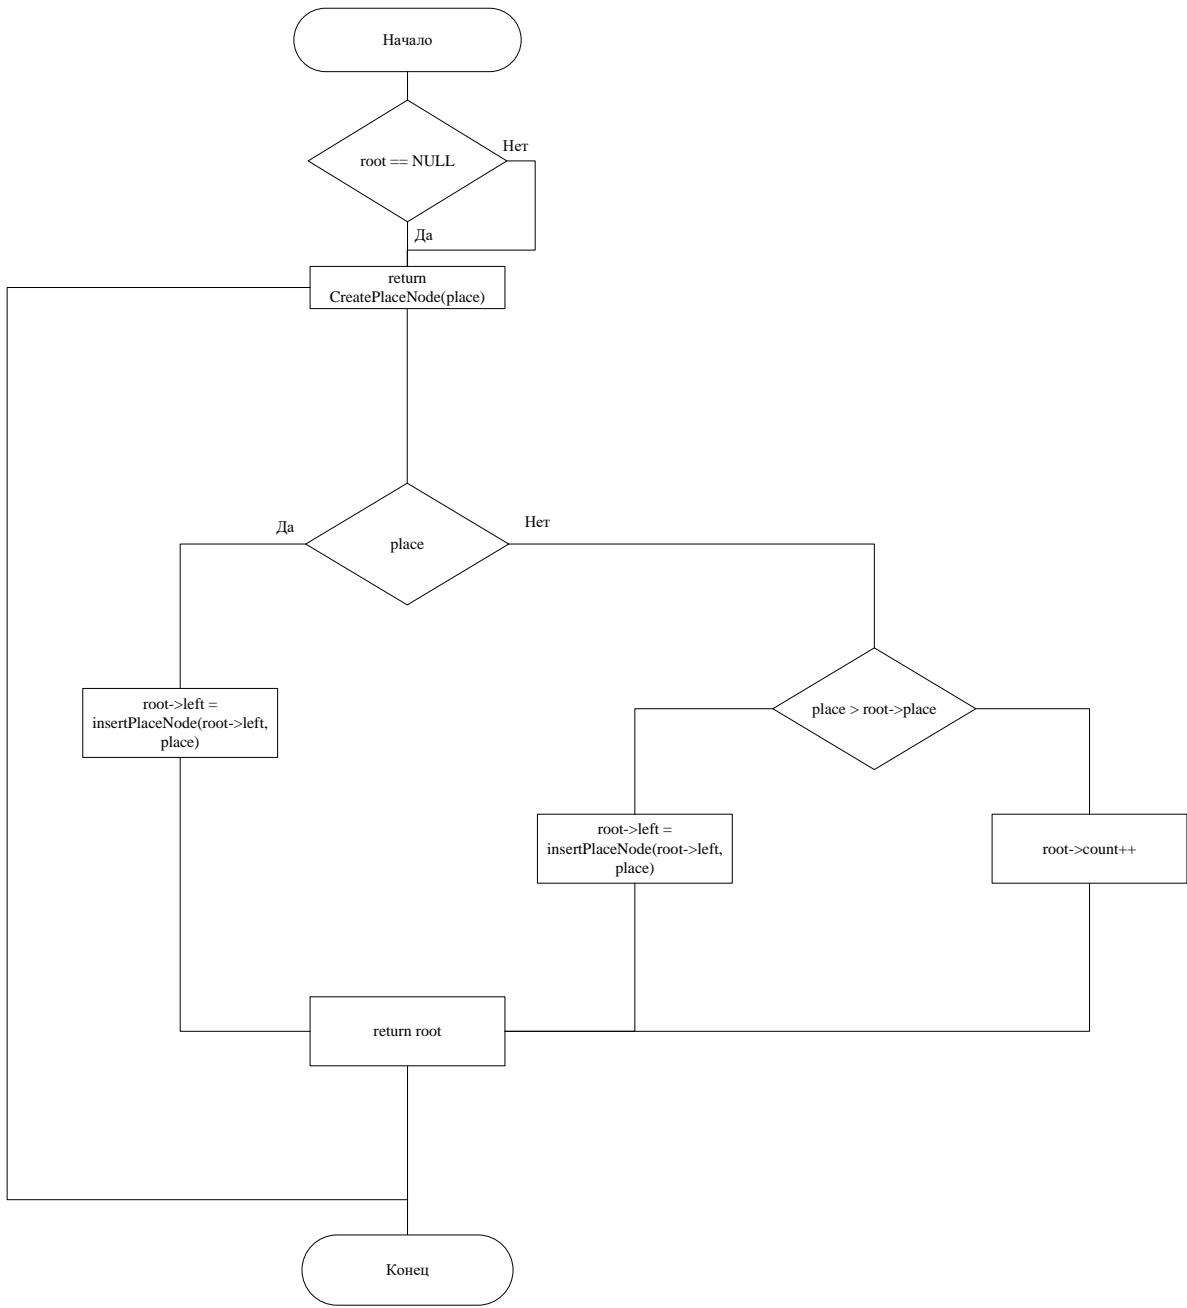 Начало
Нет
root == NULL
Да
return
CreatePlaceNode(place)
Да
Нет
place
root->left =
insertPlaceNode(root->left,
place)
place > root->place
root->left =
insertPlaceNode(root->left,
place)
root->count++
return root
Конец